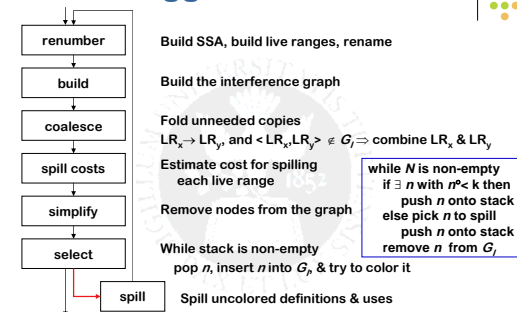 renumber
Build SSA, build live ranges, rename
build
Build the interference graph
coalesce
Fold unneeded copies
LRx → LRy, and < LRx,LRy> ∉ GI ⇒ combine LRx & LRy
spill costs
Estimate cost for spilling
each live range
simplify
Remove nodes from the graph
while N is non-empty
if ∃ n with n°< k then
push n onto stack
else pick n to spill
push n onto stack
remove n from GI
select
While stack is non-empty
pop n, insert n into GI, & try to color it
spill
Spill uncolored definitions & uses
1852